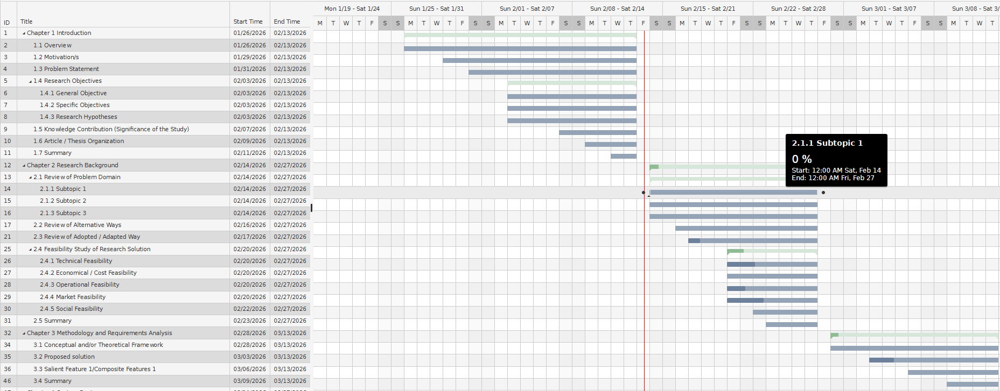 Mon 1/19 - Sat 1/24 Sun 1/25 - Sat 1/31 Sun 2/01 - Sat 2/07 Sun 2/08 - Sat 2/14 Sun 2/15 - Sat 2/21 Sun 2/22 - Sat 2/28 Sun 3/01 - Sat 3/07 Sun 3/08 - Sat 3/
ID Title Start Time End Time M T W T F S S M T W T F S S M T W T F S S M T W T F S S M T W T F S S M T W T F S S M T W T F S S M T W T
1 Chapter 1 Introduction 01/26/2026 02/13/2026
2 1.1 Overview 01/26/2026 02/13/2026
3 1.2 Motivation/s 01/29/2026 02/13/2026
4 1.3 Problem Statement 01/31/2026 02/13/2026
5 1.4 Research Objectives 02/03/2026 02/13/2026
6 1.4.1 General Objective 02/03/2026 02/13/2026
7 1.4.2 Specific Objectives 02/03/2026 02/13/2026
8 1.4.3 Research Hypotheses 02/03/2026 02/13/2026
9 1.5 Knowledge Contribution (Significance of the Study) 02/07/2026 02/13/2026
10 1.6 Article / Thesis Organization 02/09/2026 02/13/2026
11 1.7 Summary 02/11/2026 02/13/2026
12 Chapter 2 Research Background 02/14/2026 02/27/2026
13 2.1 Review of Problem Domain 02/14/2026 02/27/2026
14 2.1.1 Subtopic 1 02/14/2026 02/27/2026
15 2.1.2 Subtopic 2 02/14/2026 02/27/2026
16 2.1.3 Subtopic 3 02/14/2026 02/27/2026
17 2.2 Review of Alternative Ways 02/16/2026 02/27/2026
21 2.3 Review of Adopted / Adapted Way 02/17/2026 02/27/2026
25 2.4 Feasibility Study of Research Solution 02/20/2026 02/27/2026
26 2.4.1 Technical Feasibility 02/20/2026 02/27/2026
27 2.4.2 Economical / Cost Feasibility 02/20/2026 02/27/2026
28 2.4.3 Operational Feasibility 02/20/2026 02/27/2026
29 2.4.4 Market Feasibility 02/20/2026 02/27/2026
30 2.4.5 Social Feasibility 02/22/2026 02/27/2026
31 2.5 Summary 02/23/2026 02/27/2026
32 Chapter 3 Methodology and Requirements Analysis 02/28/2026 03/13/2026
34 3.1 Conceptual and/or Theoretical Framework 02/28/2026 03/13/2026
35 3.2 Proposed solution 03/03/2026 03/13/2026
36 3.3 Salient Feature 1/Composite Features 1 03/06/2026 03/13/2026
46 3.4 Summary 03/09/2026 03/13/2026
2.1.1 Subtopic 1
0 %
Start: 12:00 AM Sat, Feb 14
End: 12:00 AM Fri, Feb 27